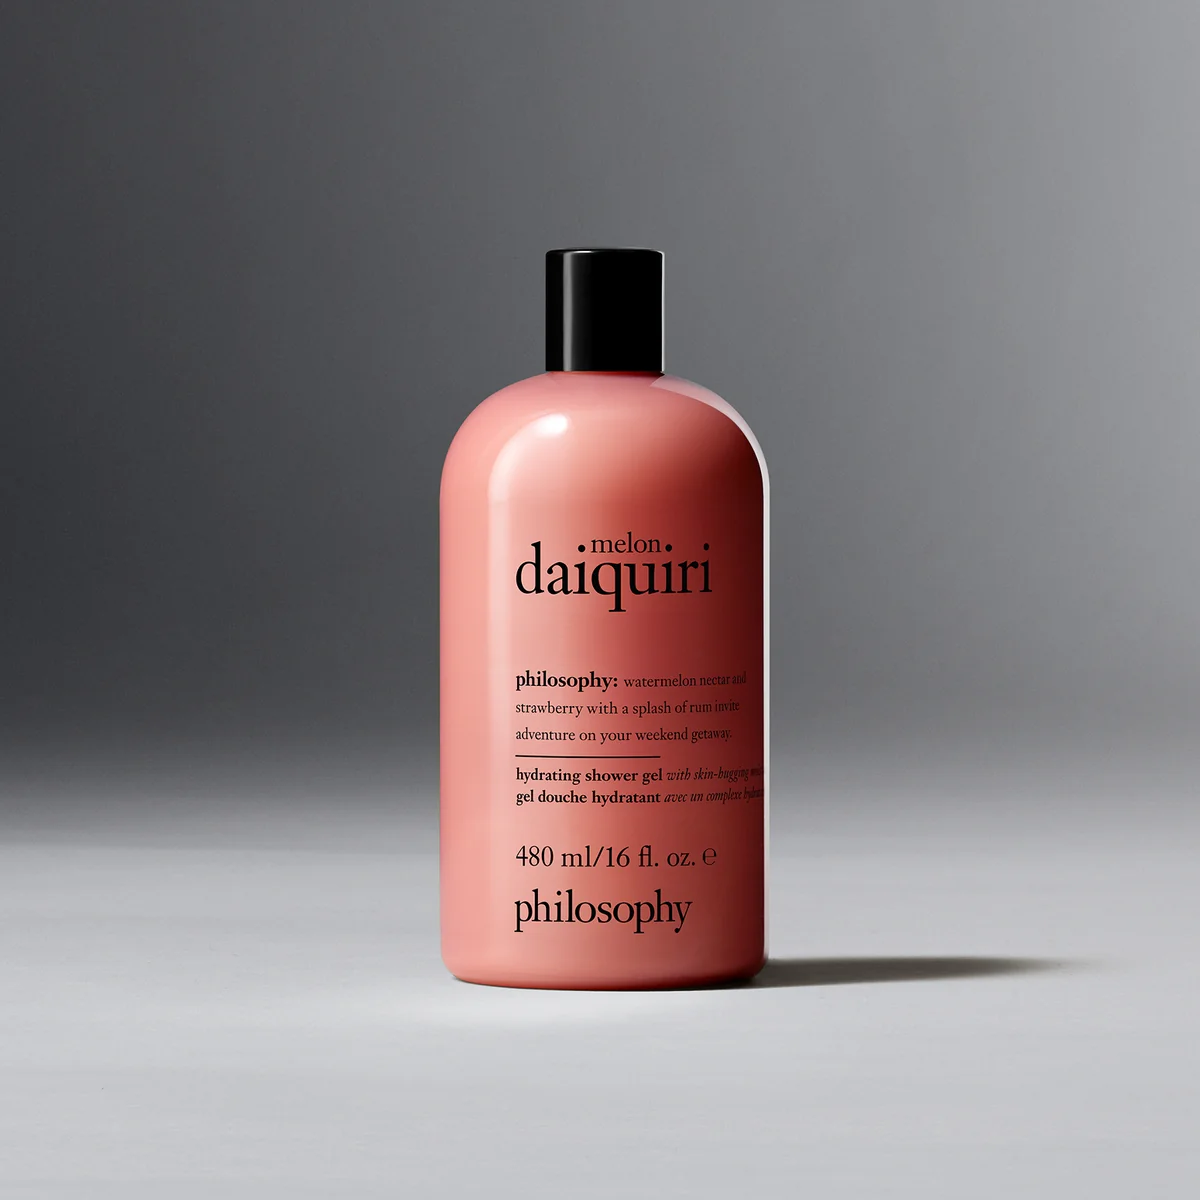 melon
daiquiri
philosophy: watermelon nectar and
strawberry with a splash of rum invite
adventure on your weekend getaway.
hydrating shower gel with skin-hugging
gel douche hydratant avec un complexe
480 ml/16 fl. oz. ℮
philosophy